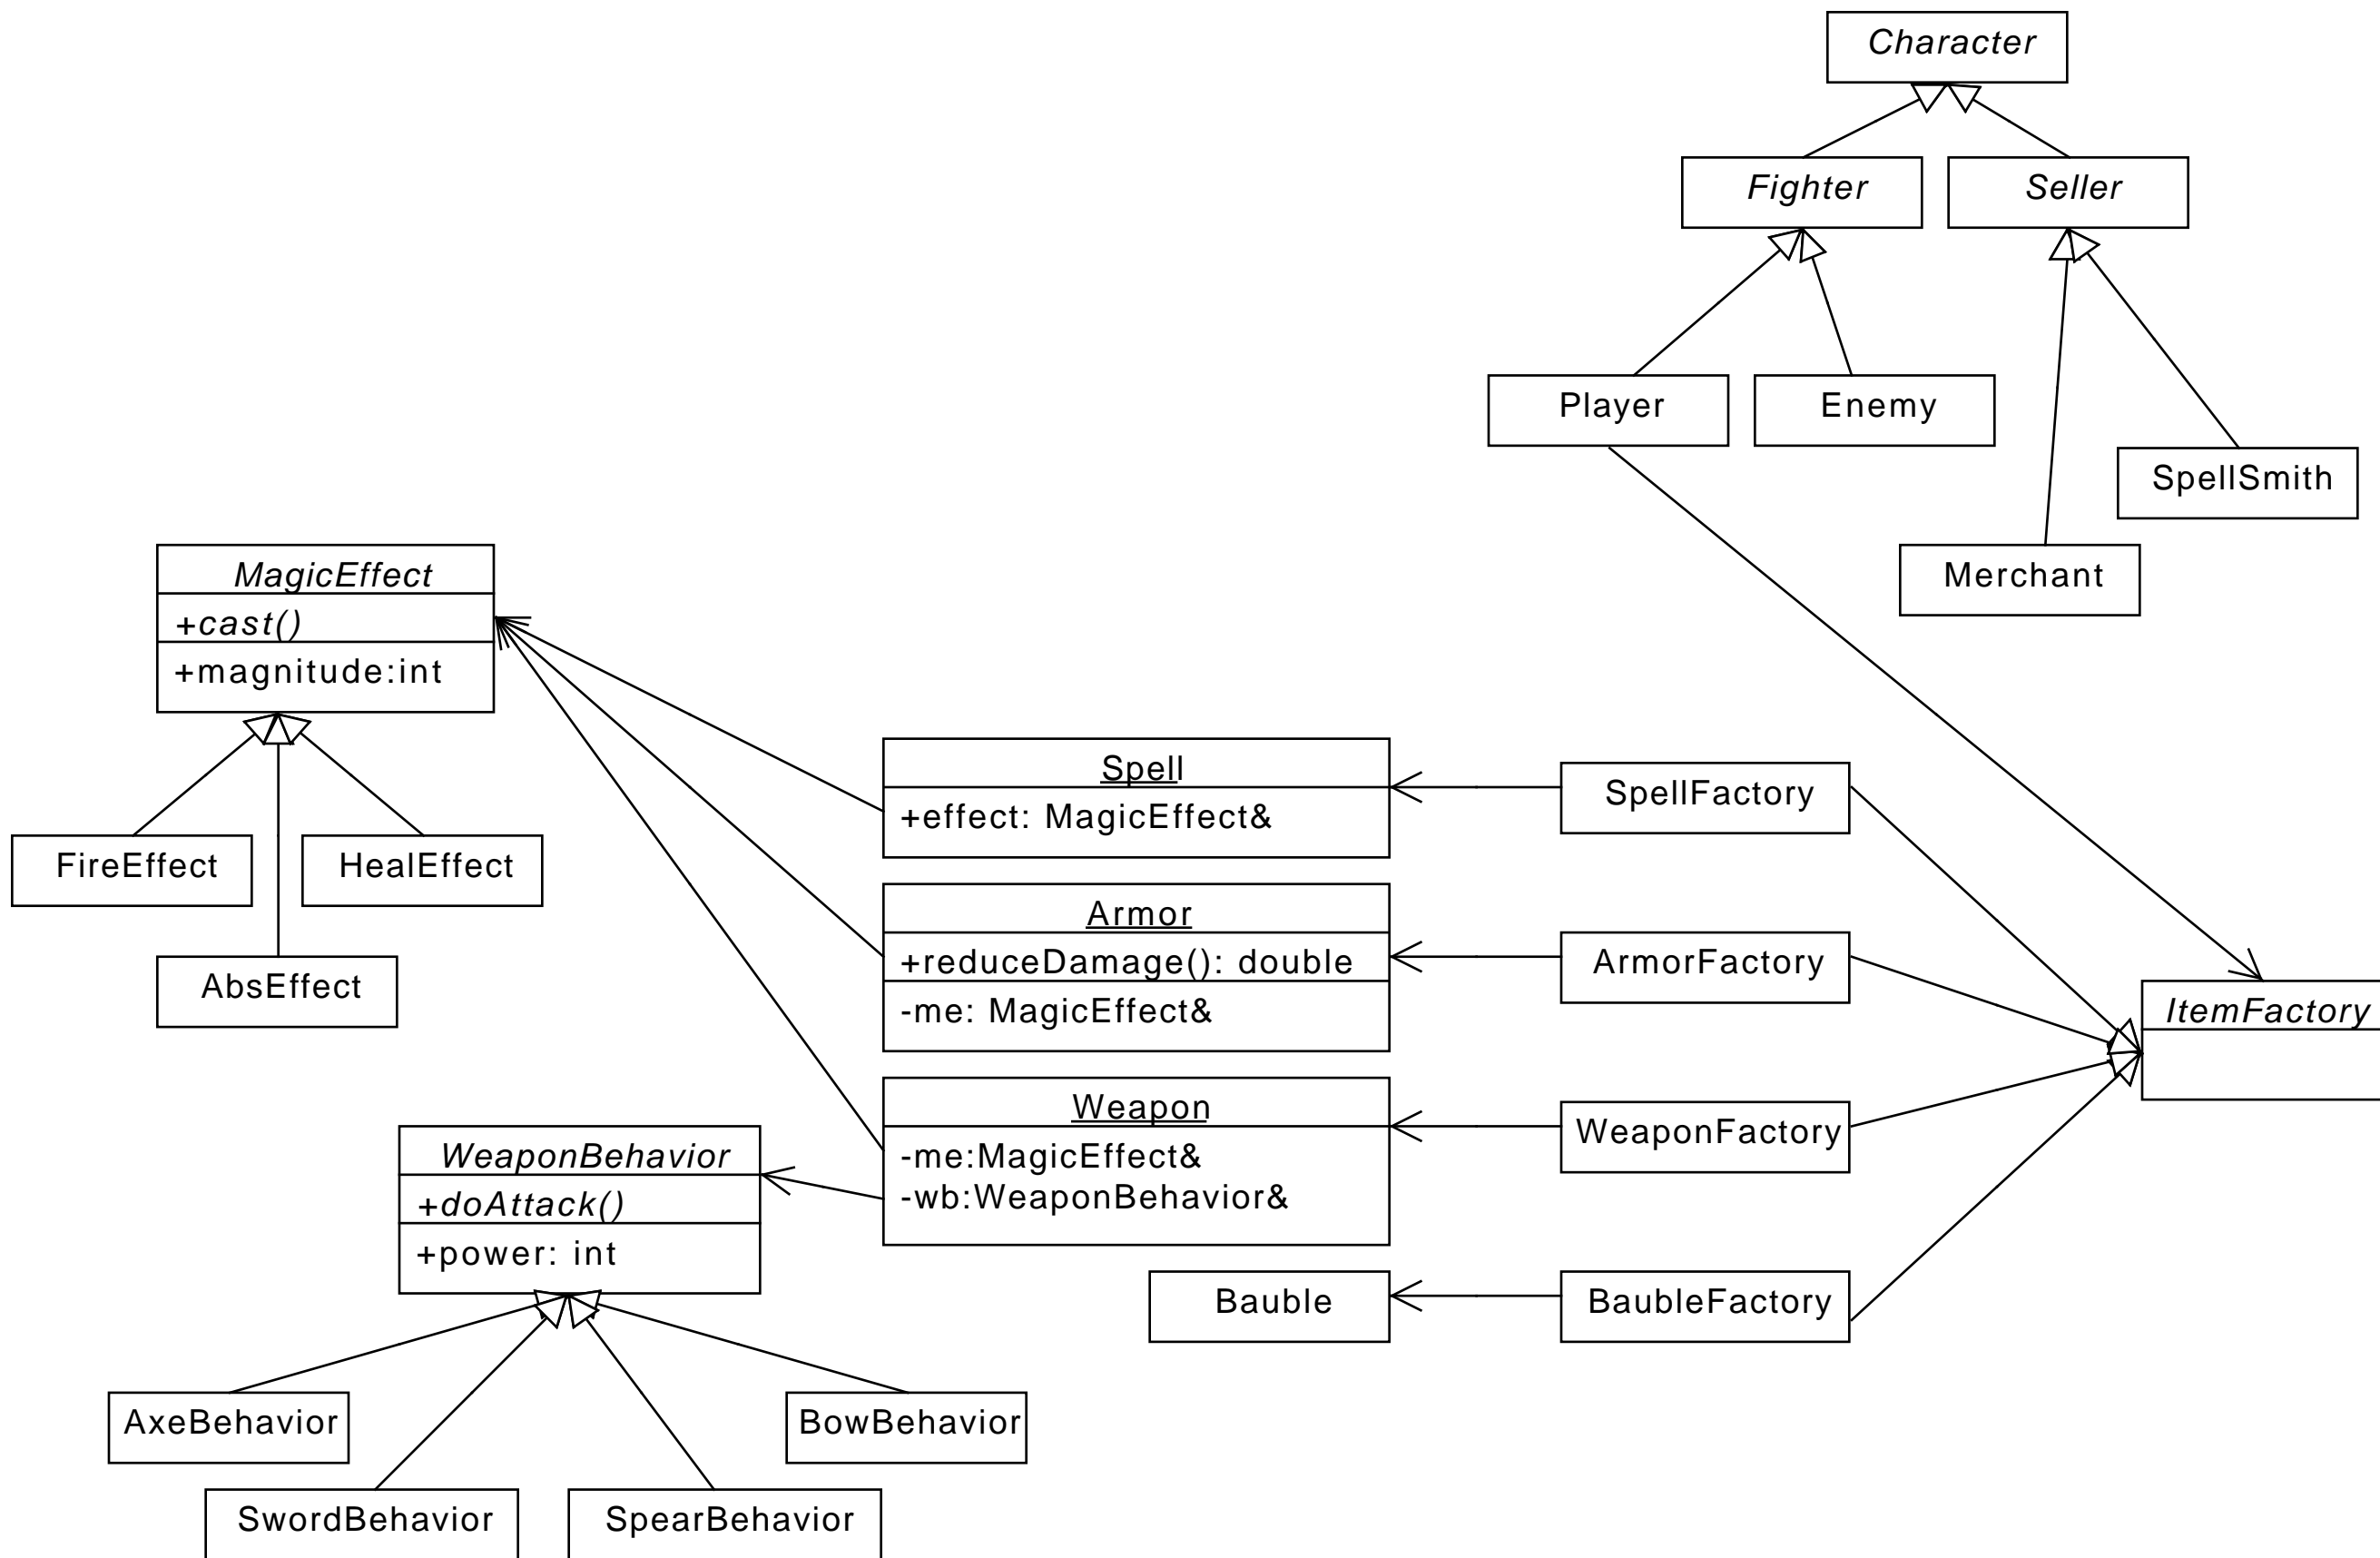 Character
Fighter
Seller
Player
Enemy
SpellSmith
Merchant
MagicEffect
+cast()
+magnitude:int
FireEffect
HealEffect
AbsEffect
Spell
+effect: MagicEffect&
SpellFactory
Armor
+reduceDamage(): double
-me: MagicEffect&
ArmorFactory
ItemFactory
Weapon
-me:MagicEffect&
-wb:WeaponBehavior&
WeaponFactory
WeaponBehavior
+doAttack()
+power: int
Bauble
BaubleFactory
AxeBehavior
BowBehavior
SwordBehavior
SpearBehavior